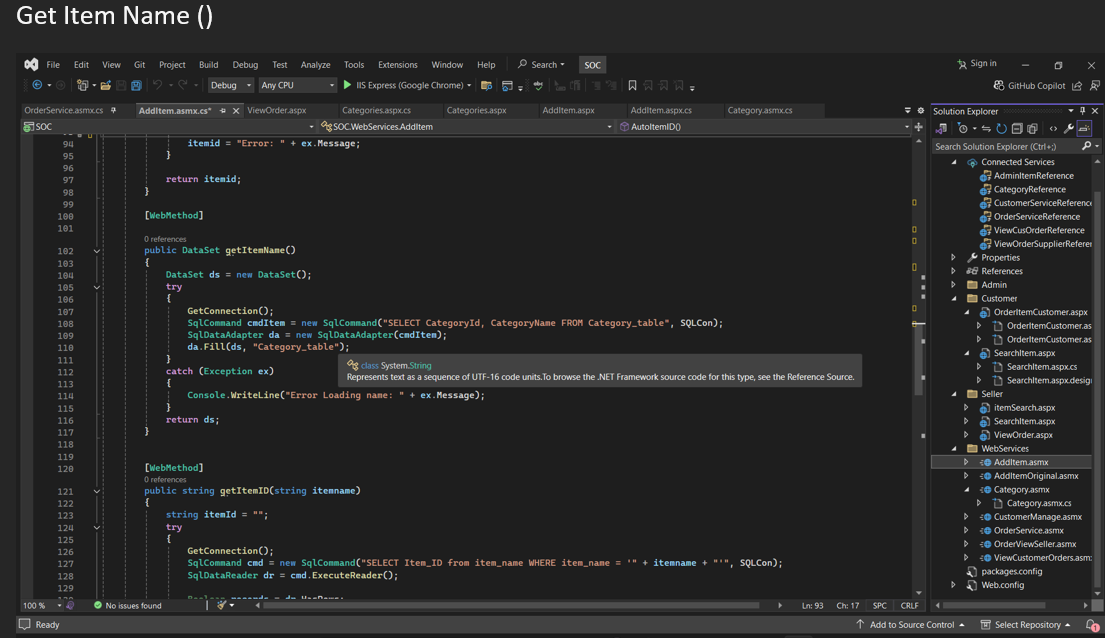 Get Item Name ()
File Edit View Git Project Build Debug Test Analyze Tools Extensions Window Help Search SOC Sign in
Debug Any CPU IIS Express (Google Chrome) GitHub Copilot
OrderService.asmx.cs AddItem.asmx.cs* ViewOrder.aspx Categories.aspx.cs Categories.aspx AddItem.aspx AddItem.aspx.cs Category.asmx.cs
SOC SOC.WebServices.AddItem AutoItemID()
94 itemid = "Error: " + ex.Message;
95 }
96
97 return itemid;
98 }
99
100 [WebMethod]
101
0 references
102 public DataSet getItemName()
103 {
104 DataSet ds = new DataSet();
105 try
106 {
107 GetConnection();
108 SqlCommand cmdItem = new SqlCommand("SELECT CategoryId, CategoryName FROM Category_table", SQLCon);
109 SqlDataAdapter da = new SqlDataAdapter(cmdItem);
110 da.Fill(ds, "Category_table");
111 }
class System.String
Represents text as a sequence of UTF-16 code units.To browse the .NET Framework source code for this type, see the Reference Source.
112 catch (Exception ex)
113 {
114 Console.WriteLine("Error Loading name: " + ex.Message);
115 }
116 return ds;
117 }
118
119
120 [WebMethod]
0 references
121 public string getItemID(string itemname)
122 {
123 string itemId = "";
124 try
125 {
126 GetConnection();
127 SqlCommand cmd = new SqlCommand("SELECT Item_ID from item_name WHERE item_name = '" + itemname + "'", SQLCon);
128 SqlDataReader dr = cmd.ExecuteReader();
129
100 % No issues found Ln: 93 Ch: 17 SPC CRLF
Solution Explorer
Search Solution Explorer (Ctrl+;)
Connected Services
AdminItemReference
CategoryReference
CustomerServiceReference
OrderServiceReference
ViewCusOrderReference
ViewOrderSupplierRefere
Properties
References
Admin
Customer
OrderItemCustomer.aspx
OrderItemCustomer.as
OrderItemCustomer.as
SearchItem.aspx
SearchItem.aspx.cs
SearchItem.aspx.design
Seller
itemSearch.aspx
SearchItem.aspx
ViewOrder.aspx
WebServices
AddItem.asmx
AddItemOriginal.asmx
Category.asmx
Category.asmx.cs
CustomerManage.asmx
OrderService.asmx
OrderViewSeller.asmx
ViewCustomerOrders.asm
packages.config
Web.config
Ready Add to Source Control Select Repository 1